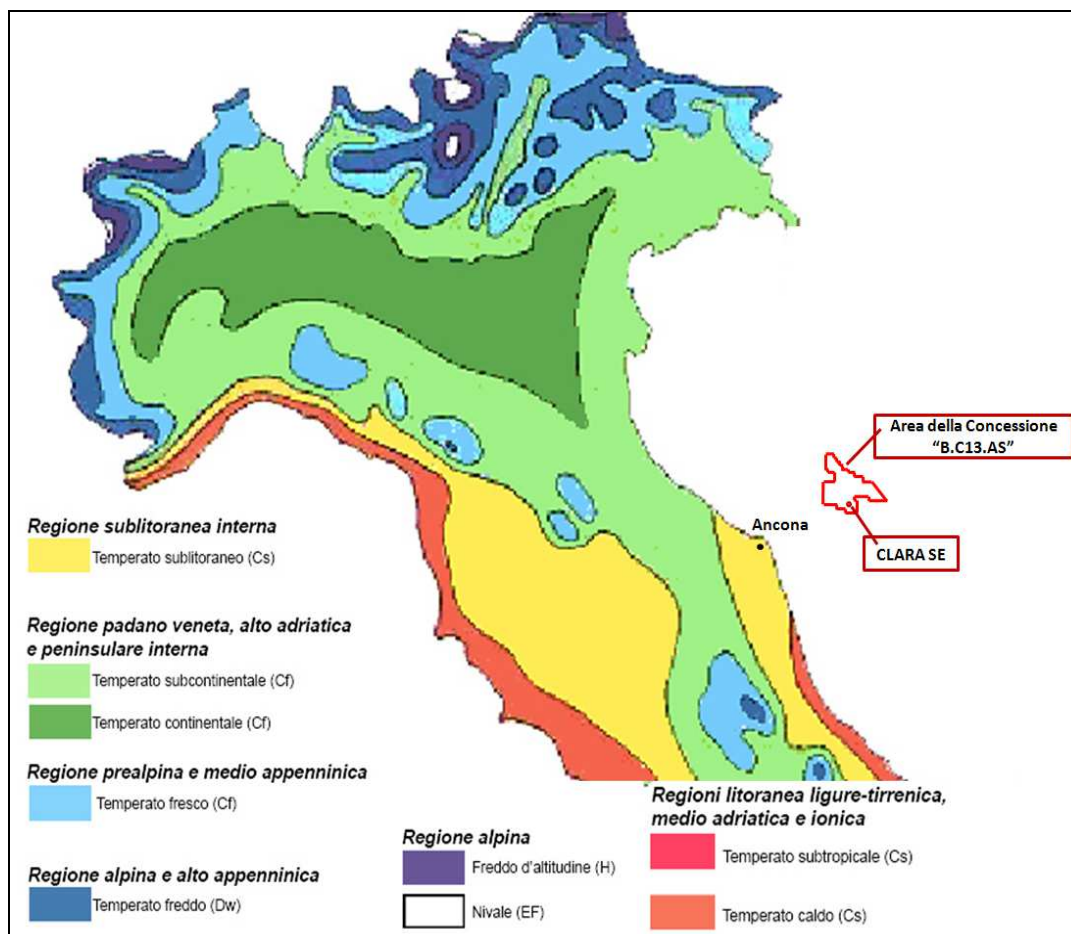 Area della Concessione
“B.C13.AS”
Ancona
CLARA SE
Regione sublitoranea interna
Temperato sublitoraneo (Cs)
Regione padano veneta, alto adriatica
e peninsulare interna
Temperato subcontinentale (Cf)
Temperato continentale (Cf)
Regione prealpina e medio appenninica
Temperato fresco (Cf)
Regione alpina e alto appenninica
Temperato freddo (Dw)
Regione alpina
Freddo d'altitudine (H)
Nivale (EF)
Regioni litoranea ligure-tirrenica,
medio adriatica e ionica
Temperato subtropicale (Cs)
Temperato caldo (Cs)